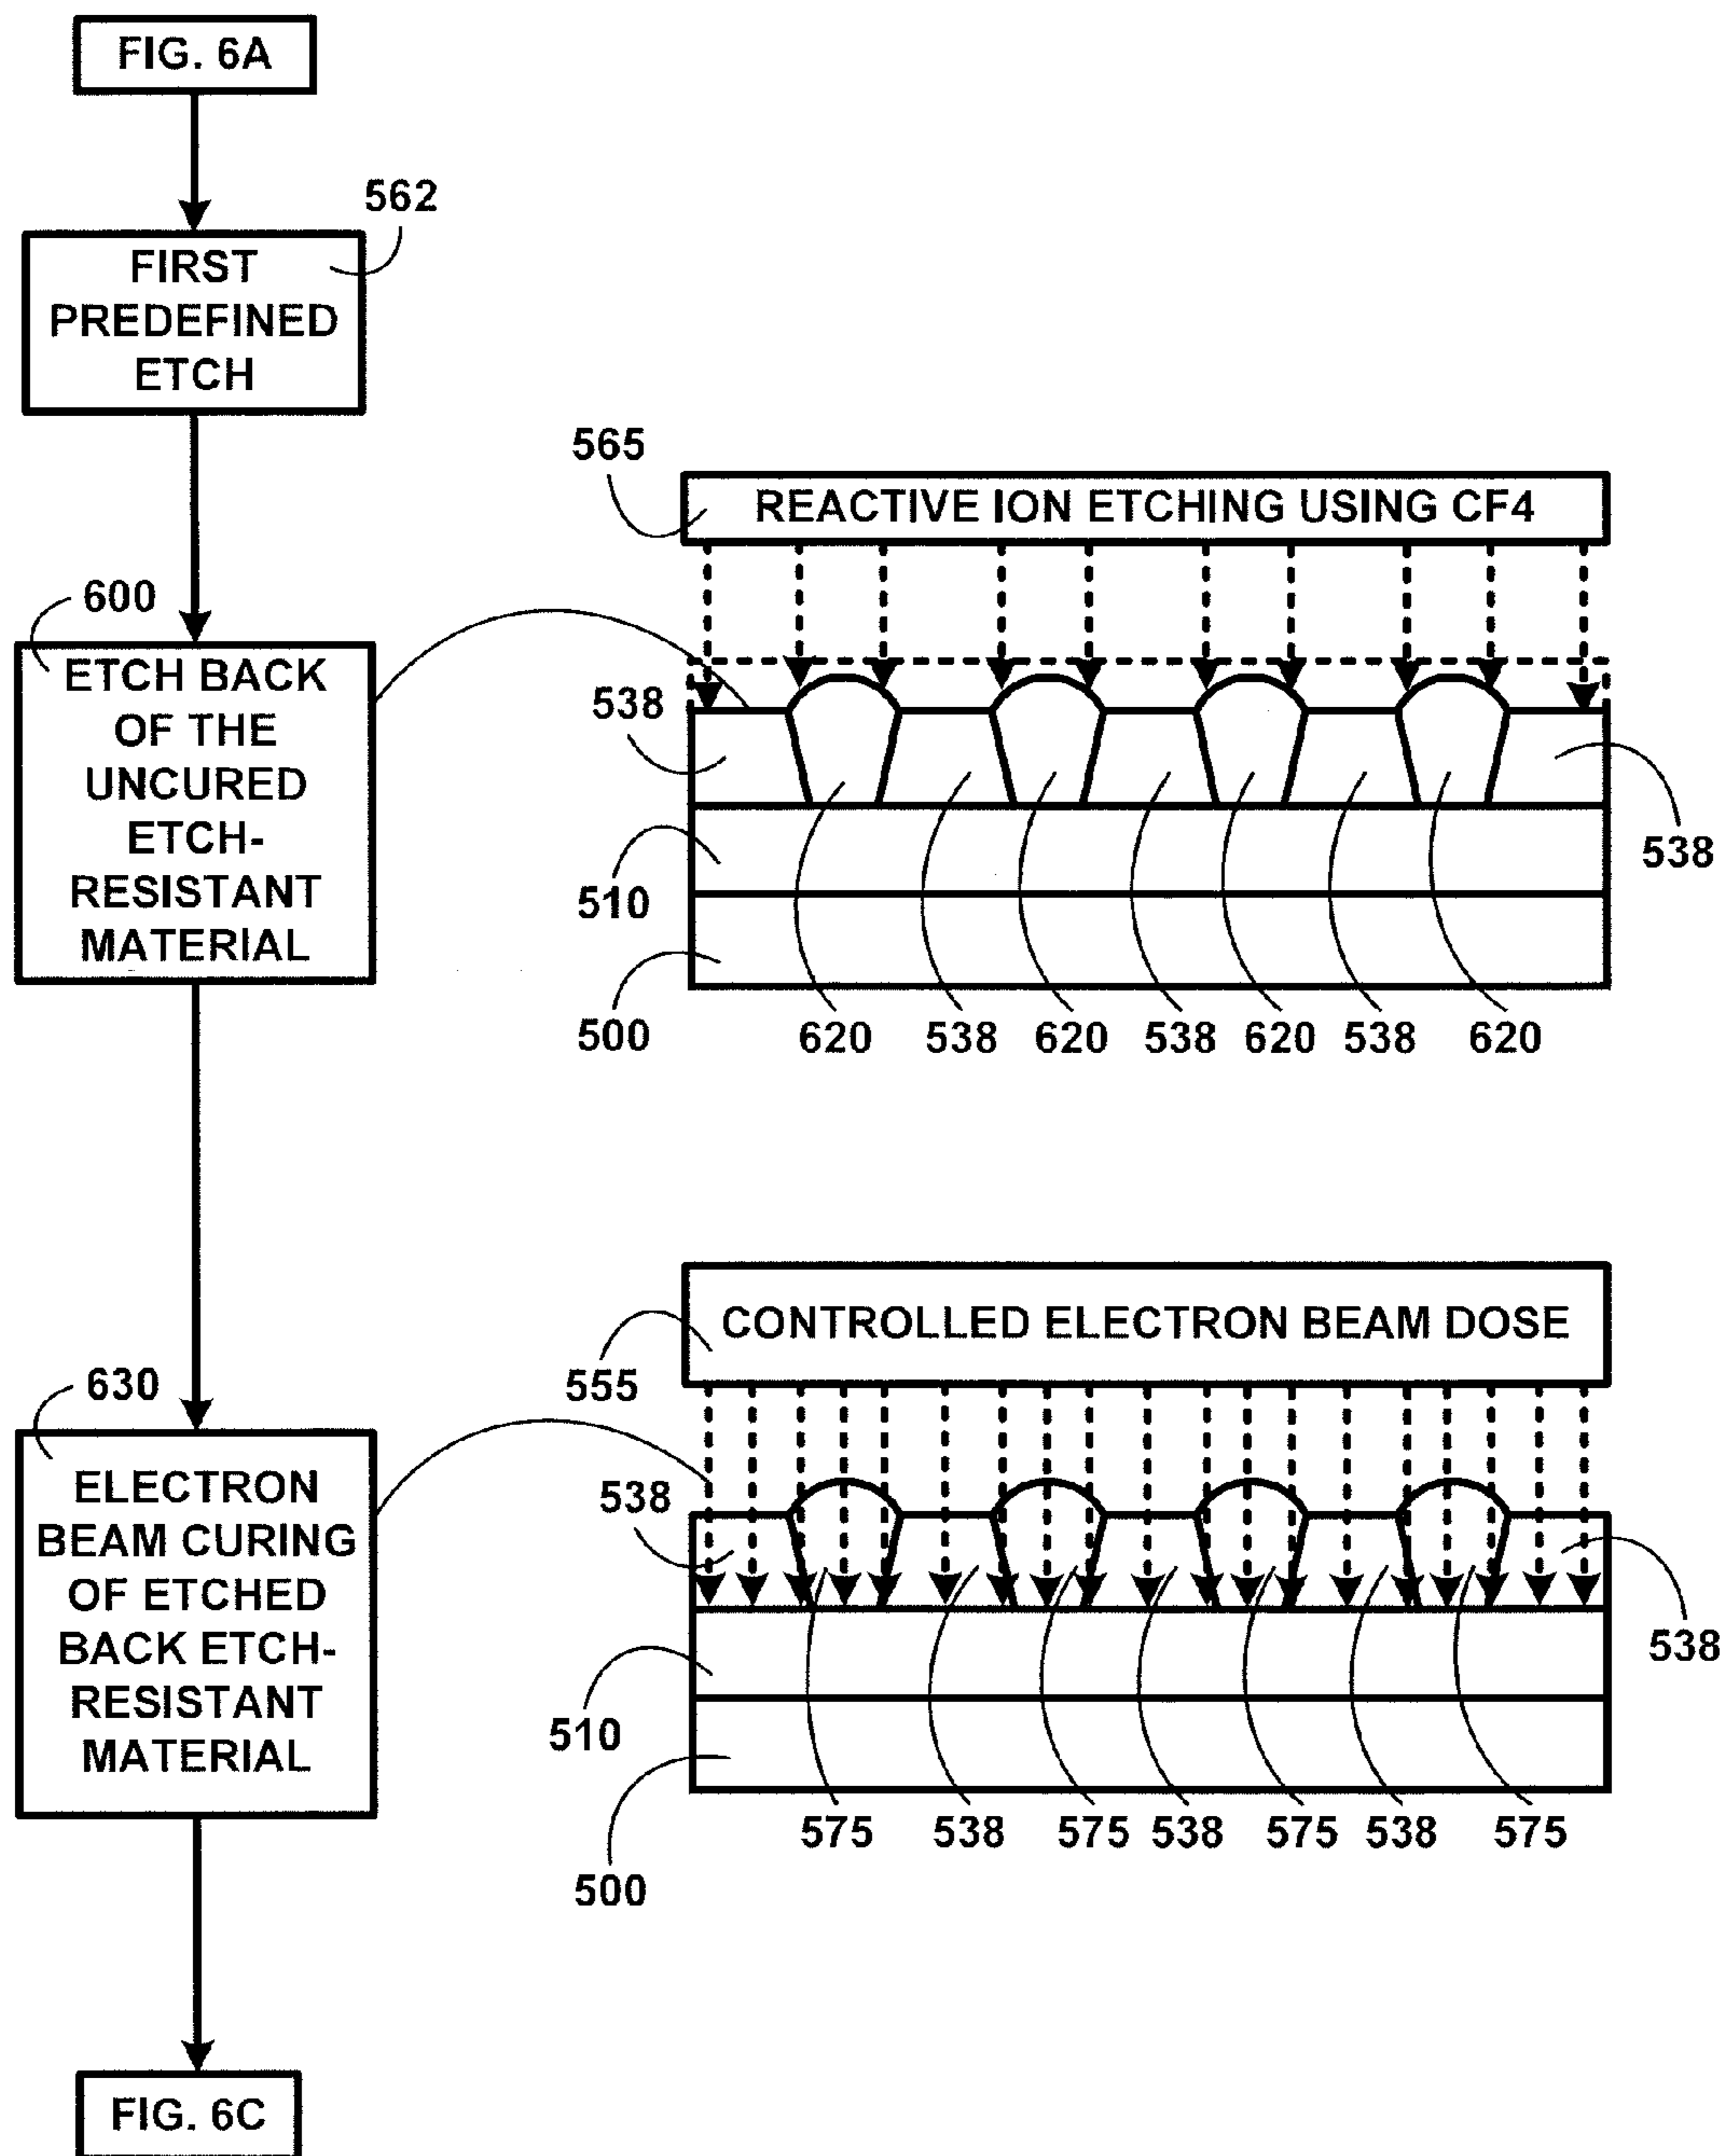 FIG. 6A
562
FIRST
PREDEFINED
ETCH
565
REACTIVE ION ETCHING USING CF4
600
ETCH BACK
OF THE
UNCURED
ETCH-
RESISTANT
MATERIAL
538
538
510
500
620 538 620 538 620 538 620
CONTROLLED ELECTRON BEAM DOSE
555
630
ELECTRON
BEAM CURING
OF ETCHED
BACK ETCH-
RESISTANT
MATERIAL
538
538
510
575 538 575 538 575 538 575
500
FIG. 6C